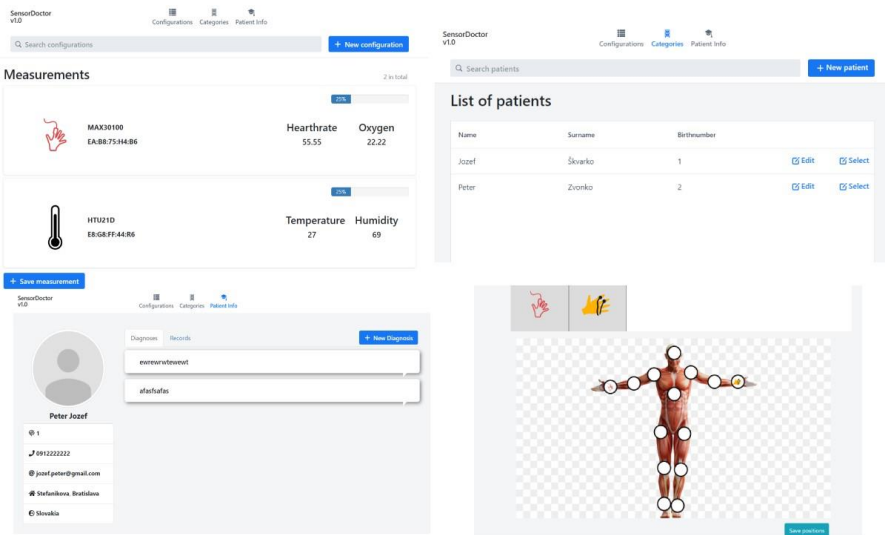 SensorDoctor
v1.0
Configurations Categories Patient Info
Search configurations
+ New configuration
Measurements
2 in total
25%
MAX30100
EA:B8:75:H4:B6
Hearthrate Oxygen
55.55 22.22
25%
HTU21D
E8:G8:FF:44:R6
Temperature Humidity
27 69
+ Save measurement
SensorDoctor
v1.0
Configurations Categories Patient Info
Search patients
+ New patient
List of patients
Name Surname Birthnumber
Jozef Škvarko 1 Edit Select
Peter Zvonko 2 Edit Select
SensorDoctor
v1.0
Configurations Categories Patient Info
Diagnoses Records
+ New Diagnosis
ewrewrwtewewt
afasfsafas
Peter Jozef
1
0912222222
jozef.peter@gmail.com
Stefanikova, Bratislava
Slovakia
Save positions